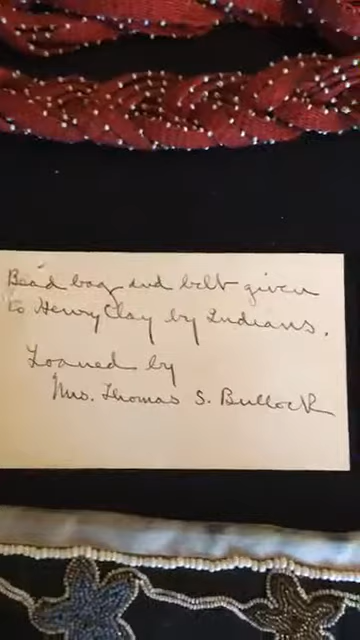 Bead bag and belt given
to Henry Clay by Indians.
Loaned by
Mrs. Thomas S. Bullock